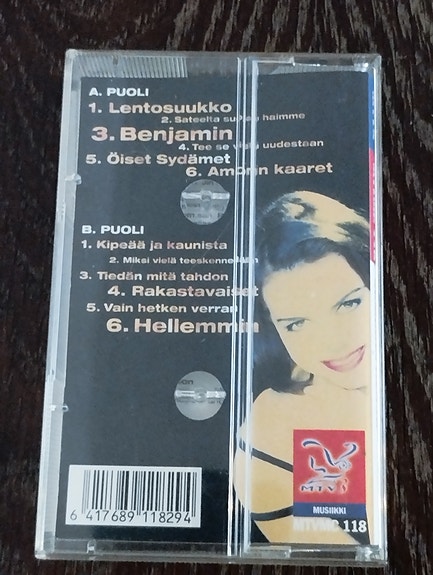 A. PUOLI
1. Lentosuukko
2. Sateelta haimme
3. Benjamin
4. Tee se vielä uudestaan
5. Öiset Sydämet
6. Amorin kaaret
B. PUOLI
1. Kipeää ja kaunista
2. Miksi vielä teeskennellään
3. Tiedän mitä tahdon
4. Rakastavaiset
5. Vain hetken verran
6. Hellemmin
MTV
MUSIIKKI
MTVMC 118
6 417689 118294